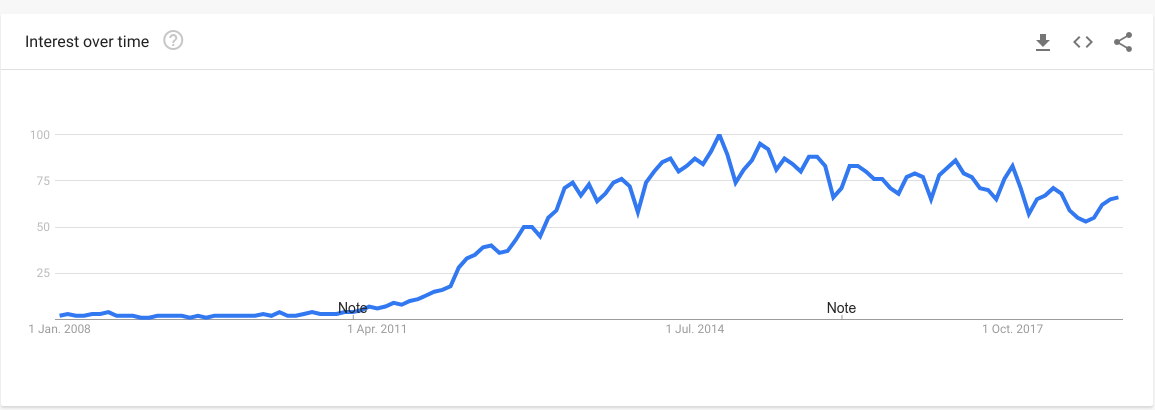 Interest over time ?
100
75
50
25
Note Note
1 Jan. 2008 1 Apr. 2011 1 Jul. 2014 1 Oct. 2017